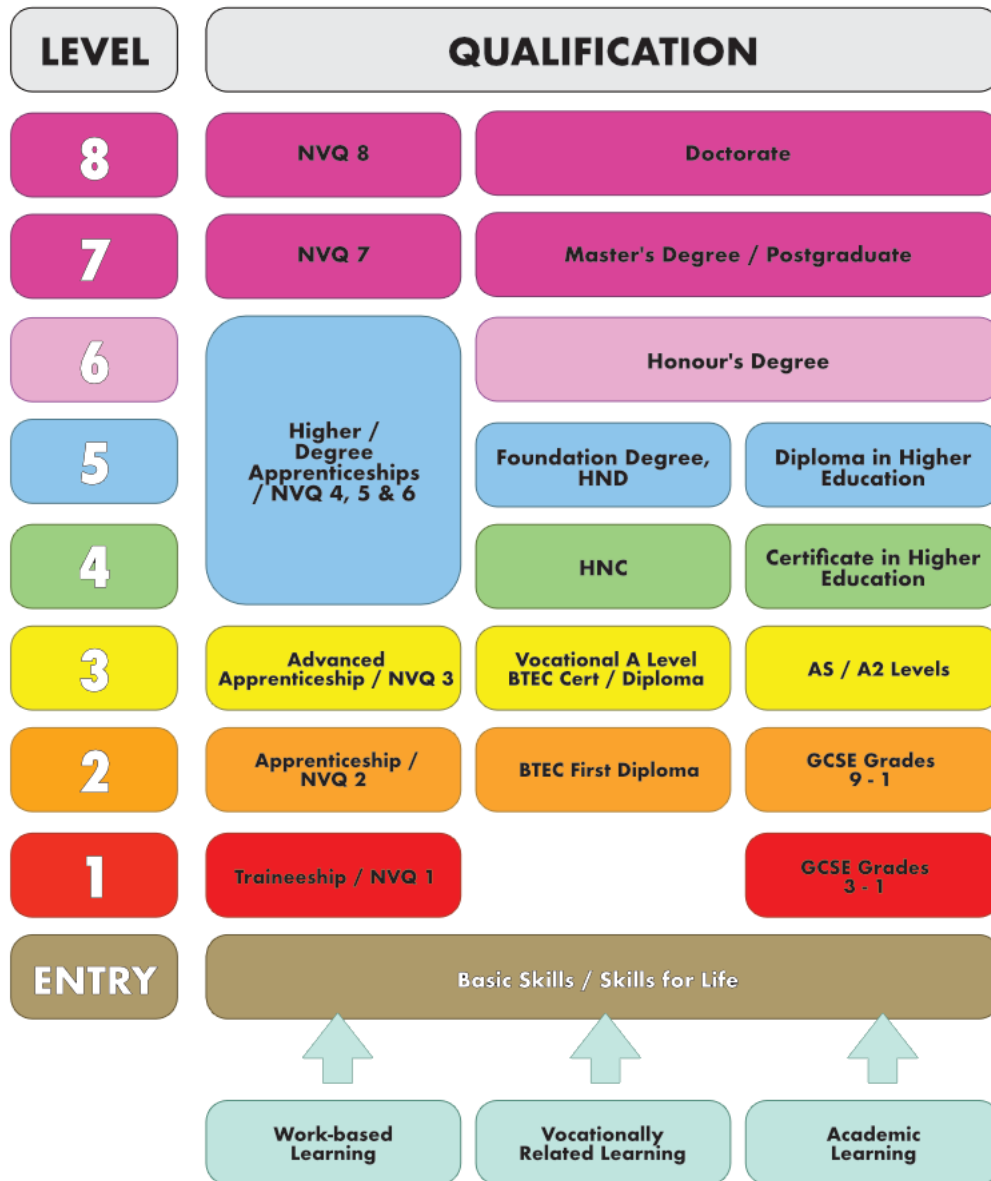 LEVEL
QUALIFICATION
8
NVQ 8
Doctorate
7
NVQ 7
Master's Degree / Postgraduate
6
Honour's Degree
Higher /
Degree
Apprenticeships
/ NVQ 4, 5 & 6
5
Foundation Degree,
HND
Diploma in Higher
Education
4
HNC
Certificate in Higher
Education
3
Advanced
Apprenticeship / NVQ 3
Vocational A Level
BTEC Cert / Diploma
AS / A2 Levels
2
Apprenticeship /
NVQ 2
BTEC First Diploma
GCSE Grades
9 - 1
1
Traineeship / NVQ 1
GCSE Grades
3 - 1
ENTRY
Basic Skills / Skills for Life
Work-based
Learning
Vocationally
Related Learning
Academic
Learning